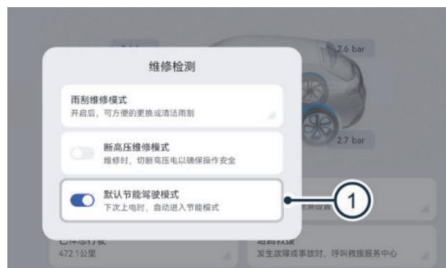 2.6 bar
维修检测
雨刮维修模式
开启后，可方便的更换或清洁雨刮
断高压维修模式
维修时，切断高压电以确保操作安全
2.7 bar
默认节能驾驶模式
下次上电时，自动进入节能模式
1
472.1公里
发生故障或事故时，呼叫救援服务中心